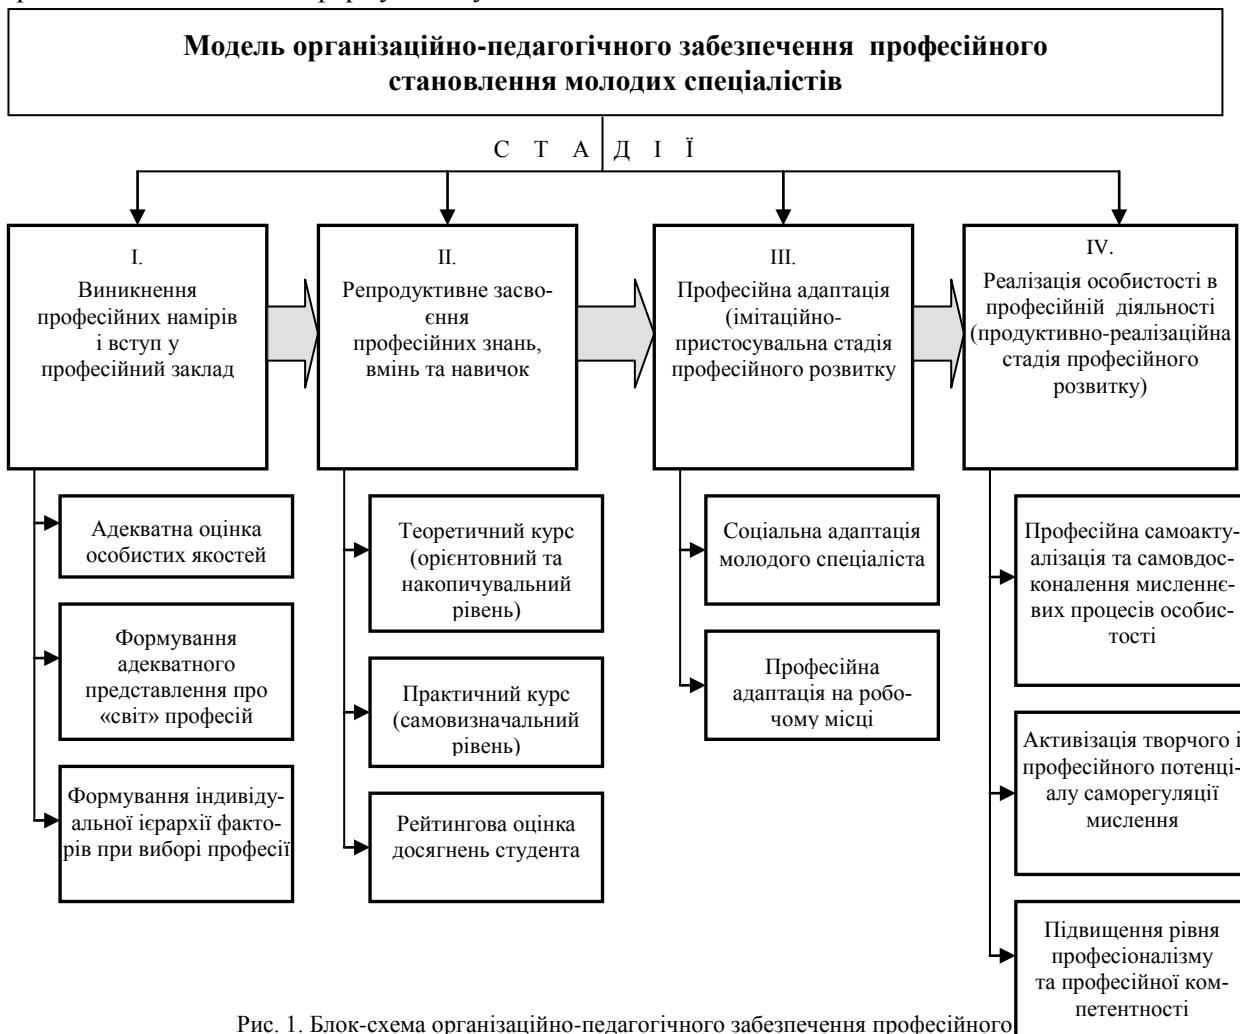 Модель організаційно-педагогічного забезпечення професійного
становлення молодих спеціалістів
С Т А Д І Ї
I.
Виникнення
професійних намірів
і вступ у
професійний заклад
II.
Репродуктивне засво-
єння
професійних знань,
вмінь та навичок
III.
Професійна адаптація
(імітаційно-
пристосувальна стадія
професійного розвитку
IV.
Реалізація особистості в
професійній діяльності
(продуктивно-реалізаційна
стадія професійного
розвитку)
Адекватна оцінка
особистих якостей
Формування
адекватного
представлення про
«світ» професій
Формування індивіду-
альної ієрархії факто-
рів при виборі професії
Теоретичний курс
(орієнтовний та
накопичувальний
рівень)
Практичний курс
(самовизначальний
рівень)
Рейтингова оцінка
досягнень студента
Соціальна адаптація
молодого спеціаліста
Професійна
адаптація на робо-
чому місці
Професійна самоакту-
алізація та самовдос-
коналення мисленнє-
вих процесів особис-
тості
Активізація творчого і
професійного потенці-
алу саморегуляції
мислення
Підвищення рівня
професіоналізму
та професійної ком-
петентності
Рис. 1. Блок-схема організаційно-педагогічного забезпечення професійного